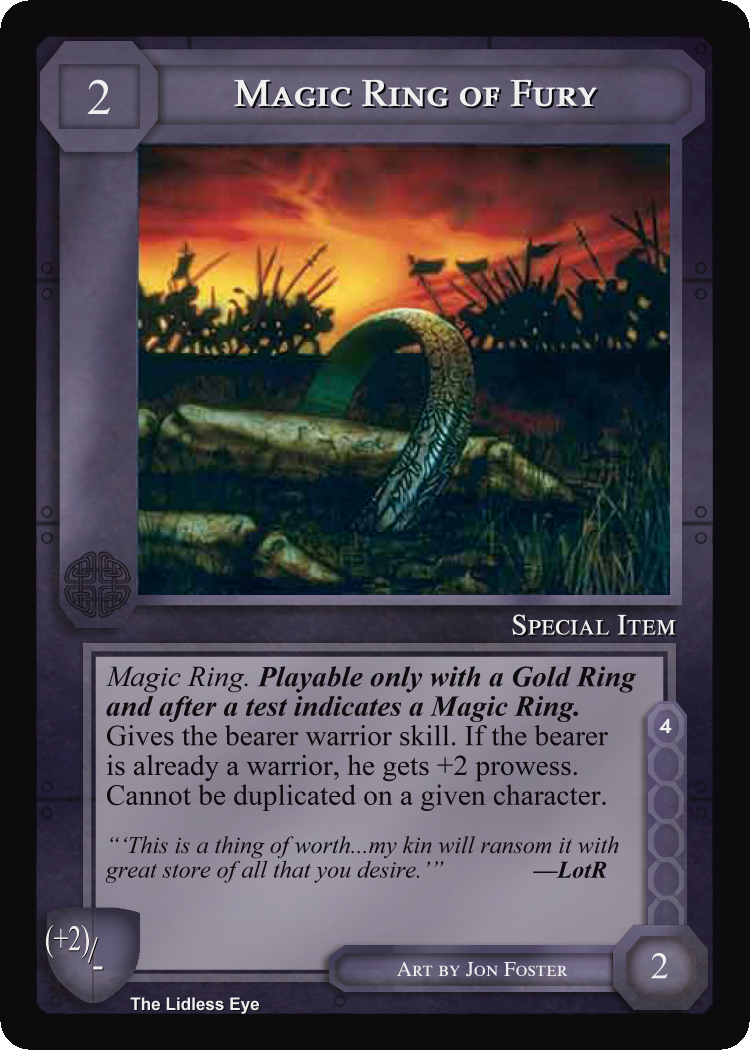 2
Magic Ring of Fury
Special Item
Magic Ring. Playable only with a Gold Ring
and after a test indicates a Magic Ring.
Gives the bearer warrior skill. If the bearer
is already a warrior, he gets +2 prowess.
Cannot be duplicated on a given character.
4
“‘This is a thing of worth...my kin will ransom it with
great store of all that you desire.’” —LotR
(+2)/-
Art by Jon Foster
2
The Lidless Eye